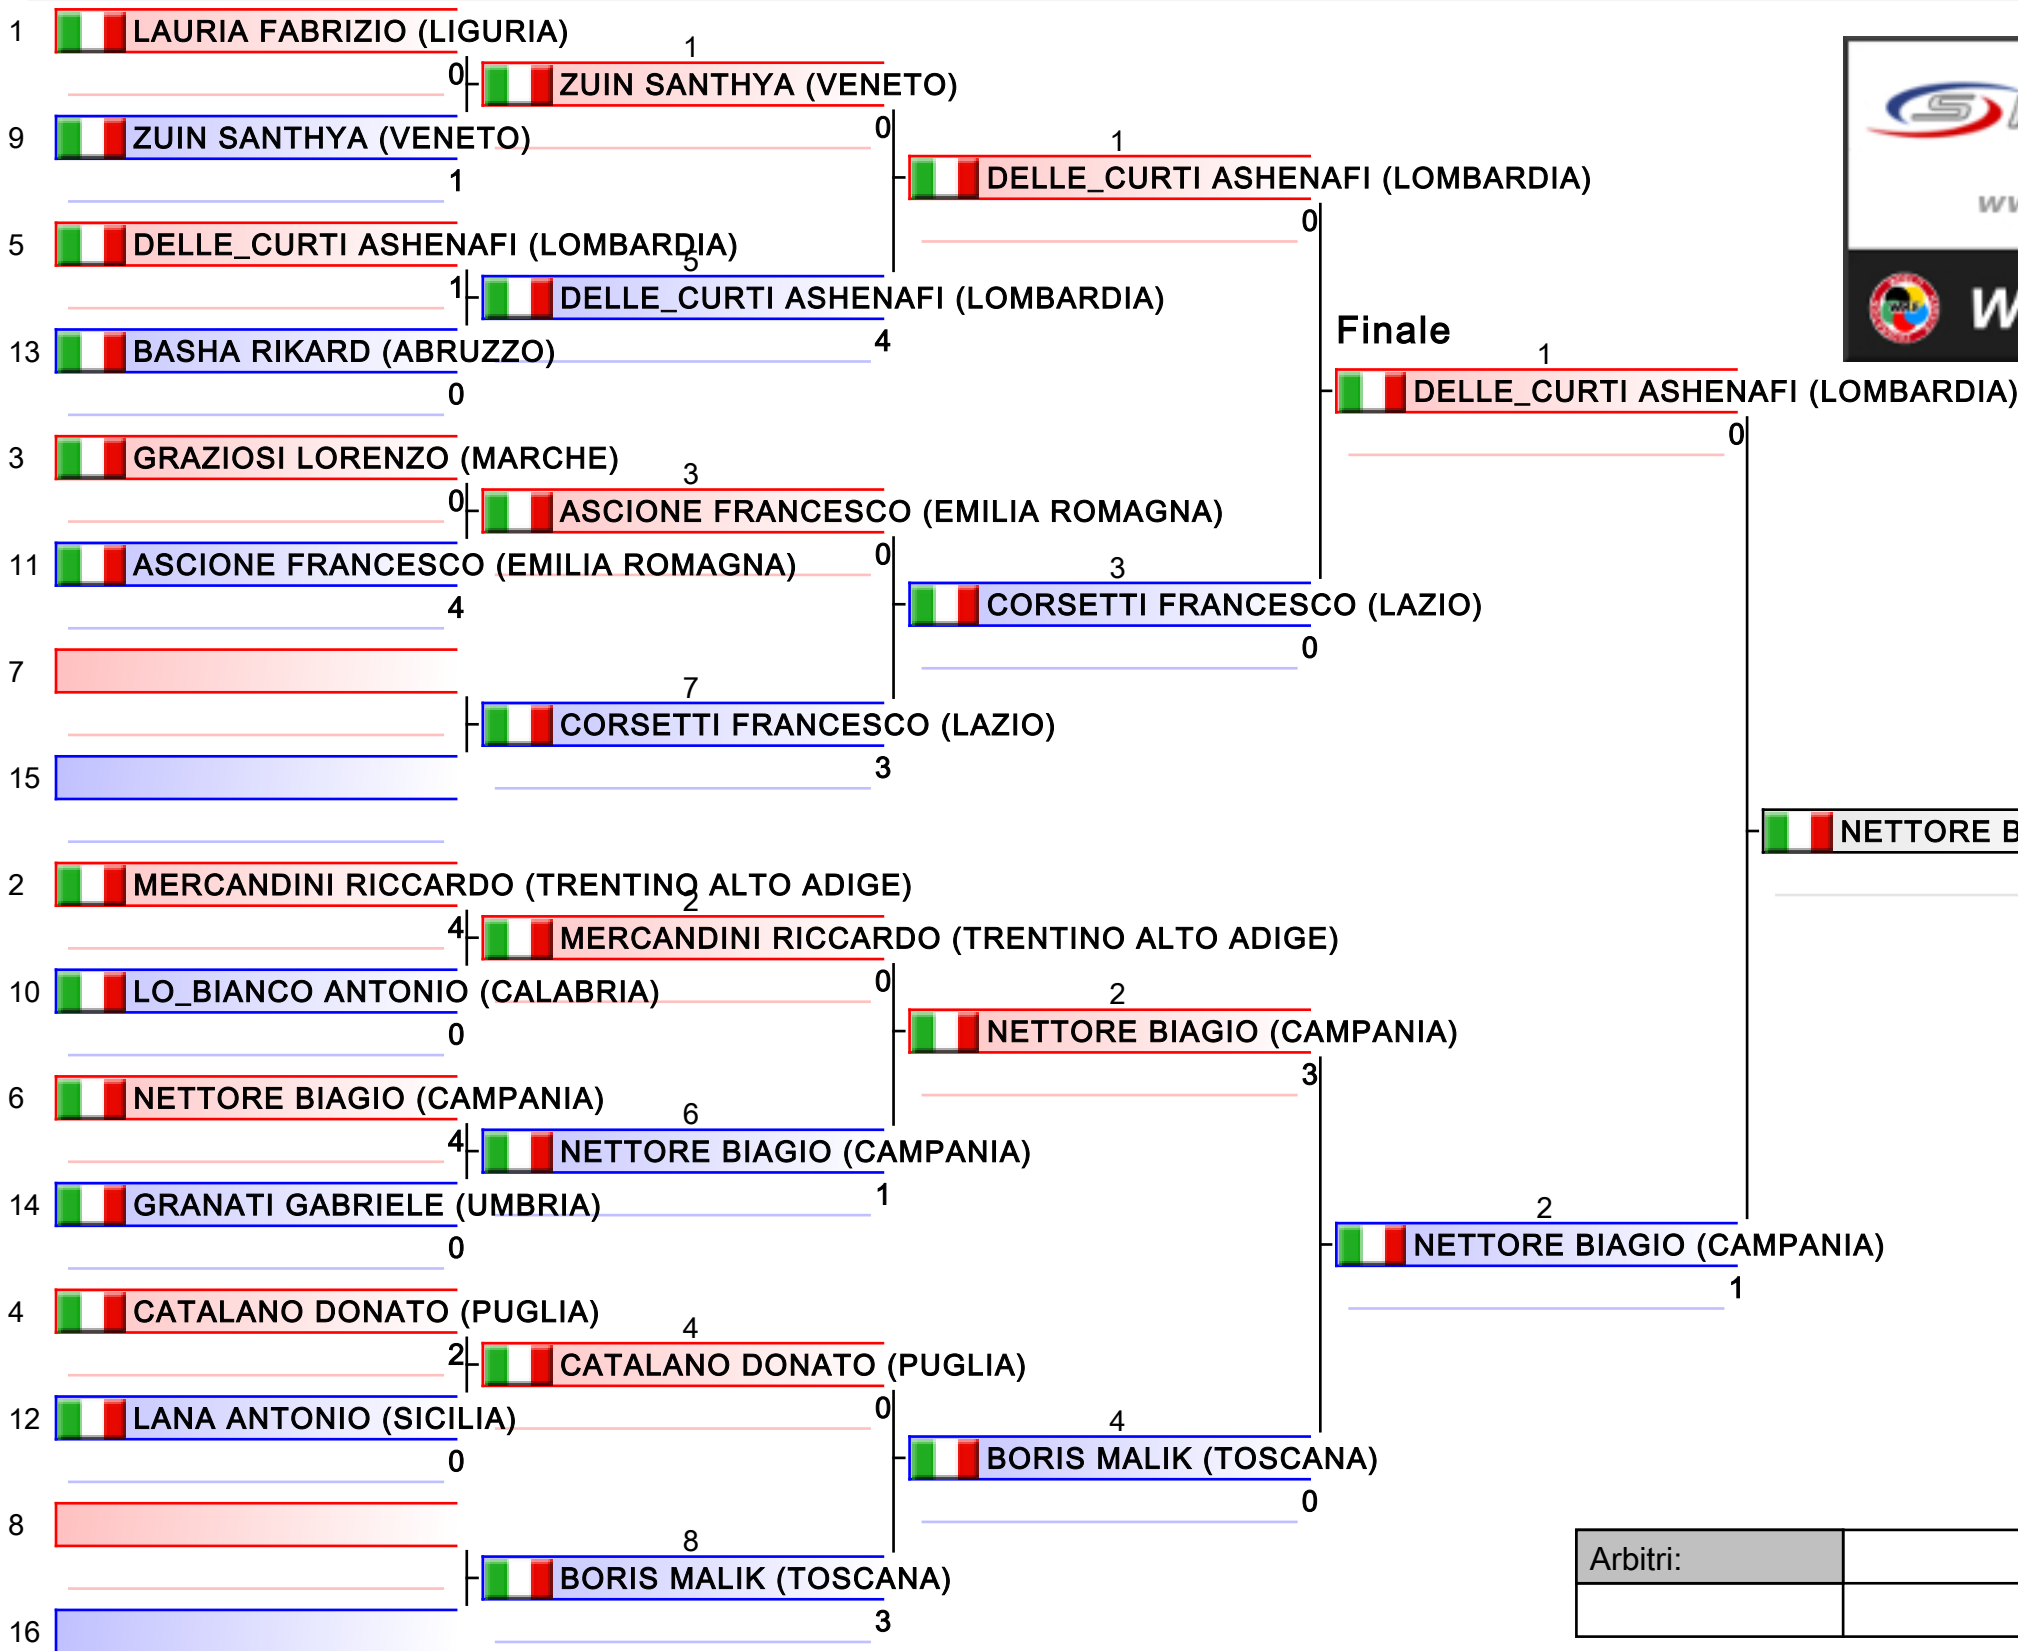 1 LAURIA FABRIZIO (LIGURIA)
0
9 ZUIN SANTHYA (VENETO)
1
5 DELLE_CURTI ASHENAFI (LOMBARDIA)
1
13 BASHA RIKARD (ABRUZZO)
0
3 GRAZIOSI LORENZO (MARCHE)
0
11 ASCIONE FRANCESCO (EMILIA ROMAGNA)
4
7
15
2 MERCANDINI RICCARDO (TRENTINO ALTO ADIGE)
4
10 LO_BIANCO ANTONIO (CALABRIA)
0
6 NETTORE BIAGIO (CAMPANIA)
4
14 GRANATI GABRIELE (UMBRIA)
0
4 CATALANO DONATO (PUGLIA)
2
12 LANA ANTONIO (SICILIA)
0
8
16
1
ZUIN SANTHYA (VENETO)
0
5
DELLE_CURTI ASHENAFI (LOMBARDIA)
4
3
ASCIONE FRANCESCO (EMILIA ROMAGNA)
0
7
CORSETTI FRANCESCO (LAZIO)
3
2
MERCANDINI RICCARDO (TRENTINO ALTO ADIGE)
0
6
NETTORE BIAGIO (CAMPANIA)
1
4
CATALANO DONATO (PUGLIA)
0
8
BORIS MALIK (TOSCANA)
3
1
DELLE_CURTI ASHENAFI (LOMBARDIA)
0
3
CORSETTI FRANCESCO (LAZIO)
0
2
NETTORE BIAGIO (CAMPANIA)
3
4
BORIS MALIK (TOSCANA)
0
Finale
1
DELLE_CURTI ASHENAFI (LOMBARDIA)
0
2
NETTORE BIAGIO (CAMPANIA)
1
NETTORE B
Arbitri: